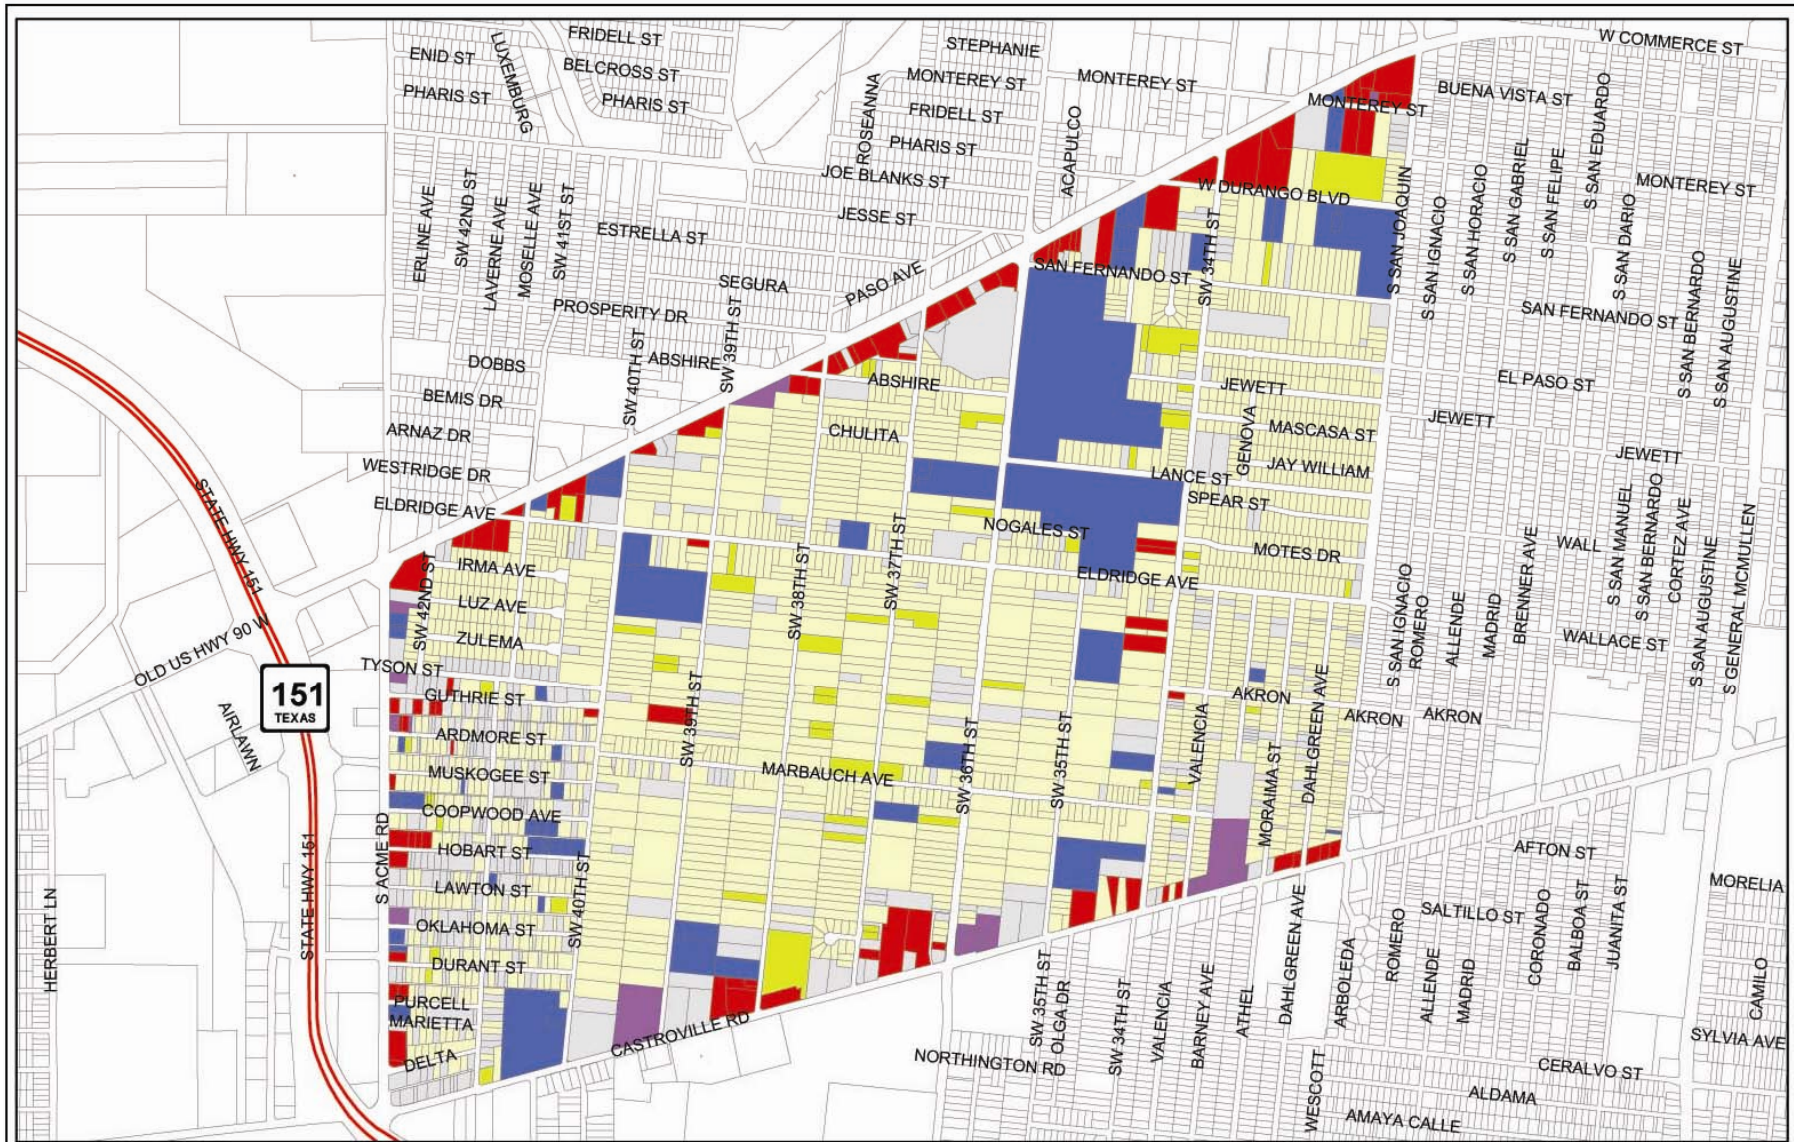 FRIDELL ST
W COMMERCE ST
STEPHANIE
ENID ST
LUXEMBURG
BELCROSS ST
MONTEREY ST
MONTEREY ST
PHARIS ST
PHARIS ST
BUENA VISTA ST
MONTEREY ST
FRIDELL ST
ROSEANNA
ACAPULCO
S SAN EDUARDO
PHARIS ST
JOE BLANKS ST
W DURANGO BLVD
MONTEREY ST
S SAN JOAQUIN
S SAN IGNACIO
S SAN HORACIO
S SAN GABRIEL
S SAN FELIPE
S SAN DARIO
ERLINE AVE
SW 42ND ST
LAVERNE AVE
MOSELLE AVE
SW 41ST ST
JESSE ST
ESTRELLA ST
SW 34TH ST
SAN FERNANDO ST
SEGURA
PASO AVE
S SAN BERNARDO
S SAN AUGUSTINE
PROSPERITY DR
SW 39TH ST
SAN FERNANDO ST
DOBBS
SW 40TH ST
ABSHIRE
ABSHIRE
JEWETT
EL PASO ST
BEMIS DR
JEWETT
ARNAZ DR
CHULITA
GENOVA
MASCASA ST
JEWETT
WESTRIDGE DR
LANCE ST
JAY WILLIAM
ELDRIDGE AVE
SPEAR ST
STATE HWY 151
NOGALES ST
S SAN MANUEL
S SAN BERNARDO
CORTEZ AVE
S SAN AUGUSTINE
S GENERAL MCMULLEN
SW 42ND ST
IRMA AVE
SW 38TH ST
SW 37TH ST
MOTES DR
WALL
BRENNER AVE
ELDRIDGE AVE
LUZ AVE
S SAN IGNACIO
ROMERO
ALLENDE
MADRID
OLD US HWY 90 W
ZULEMA
WALLACE ST
TYSON ST
151
TEXAS
GUTHRIE ST
SW 39TH ST
AKRON
DAHLGREEN AVE
AKRON
AKRON
AIRLAWN
ARDMORE ST
SW 36TH ST
SW 35TH ST
VALENCIA
MORAIMA ST
MUSKOGEE ST
MARBAUCH AVE
COOPWOOD AVE
STATE HWY 151
S ACME RD
HOBART ST
AFTON ST
LAWTON ST
SW 40TH ST
MORELIA
HERBERT LN
OKLAHOMA ST
SALTILLO ST
CORONADO
BALBOA ST
JUANITA ST
DURANT ST
DAHLGREEN AVE
ARBOLEDA
ROMERO
ALLENDE
MADRID
PURCELL
MARIETTA
SW 35TH ST
OLGA DR
SW 34TH ST
VALENCIA
BARNEY AVE
ATHEL
CAMILO
CASTROVILLE RD
DELTA
SYLVIA AVE
NORTHINGTON RD
WESCOTT
CERALVO ST
ALDAMA
AMAYA CALLE